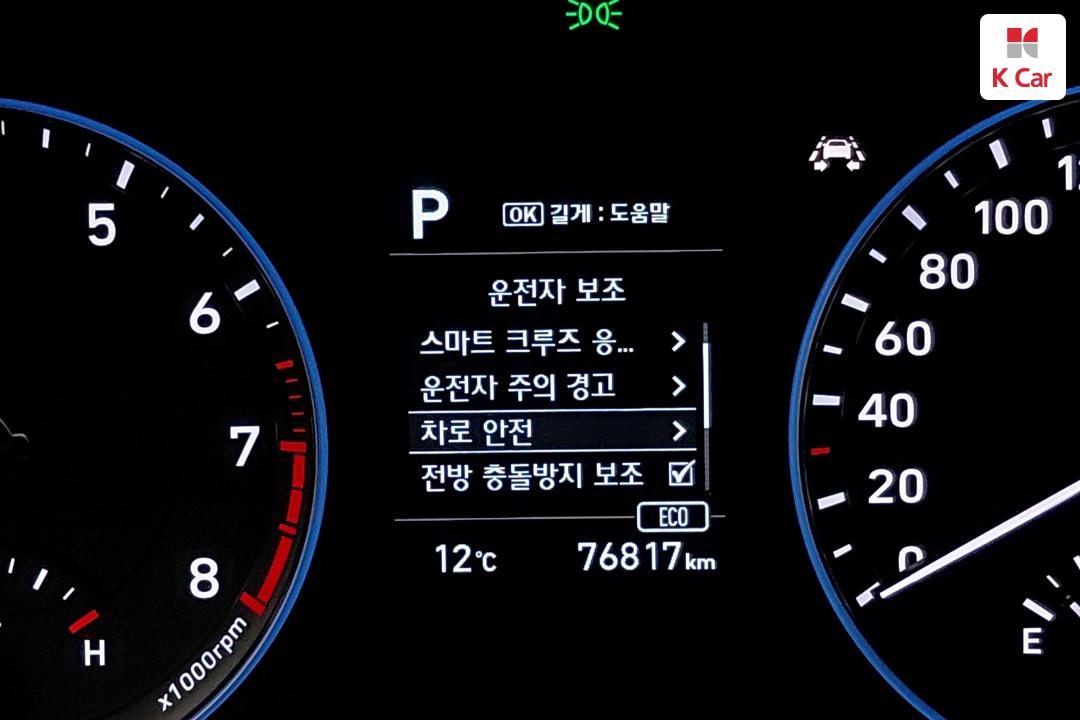 K Car
P
OK 길게 : 도움말
운전자 보조
스마트 크루즈 응...
운전자 주의 경고
차로 안전
전방 충돌방지 보조
ECO
12°C 76817km
5
6
7
8
x1000rpm
H
100
80
60
40
20
0
E